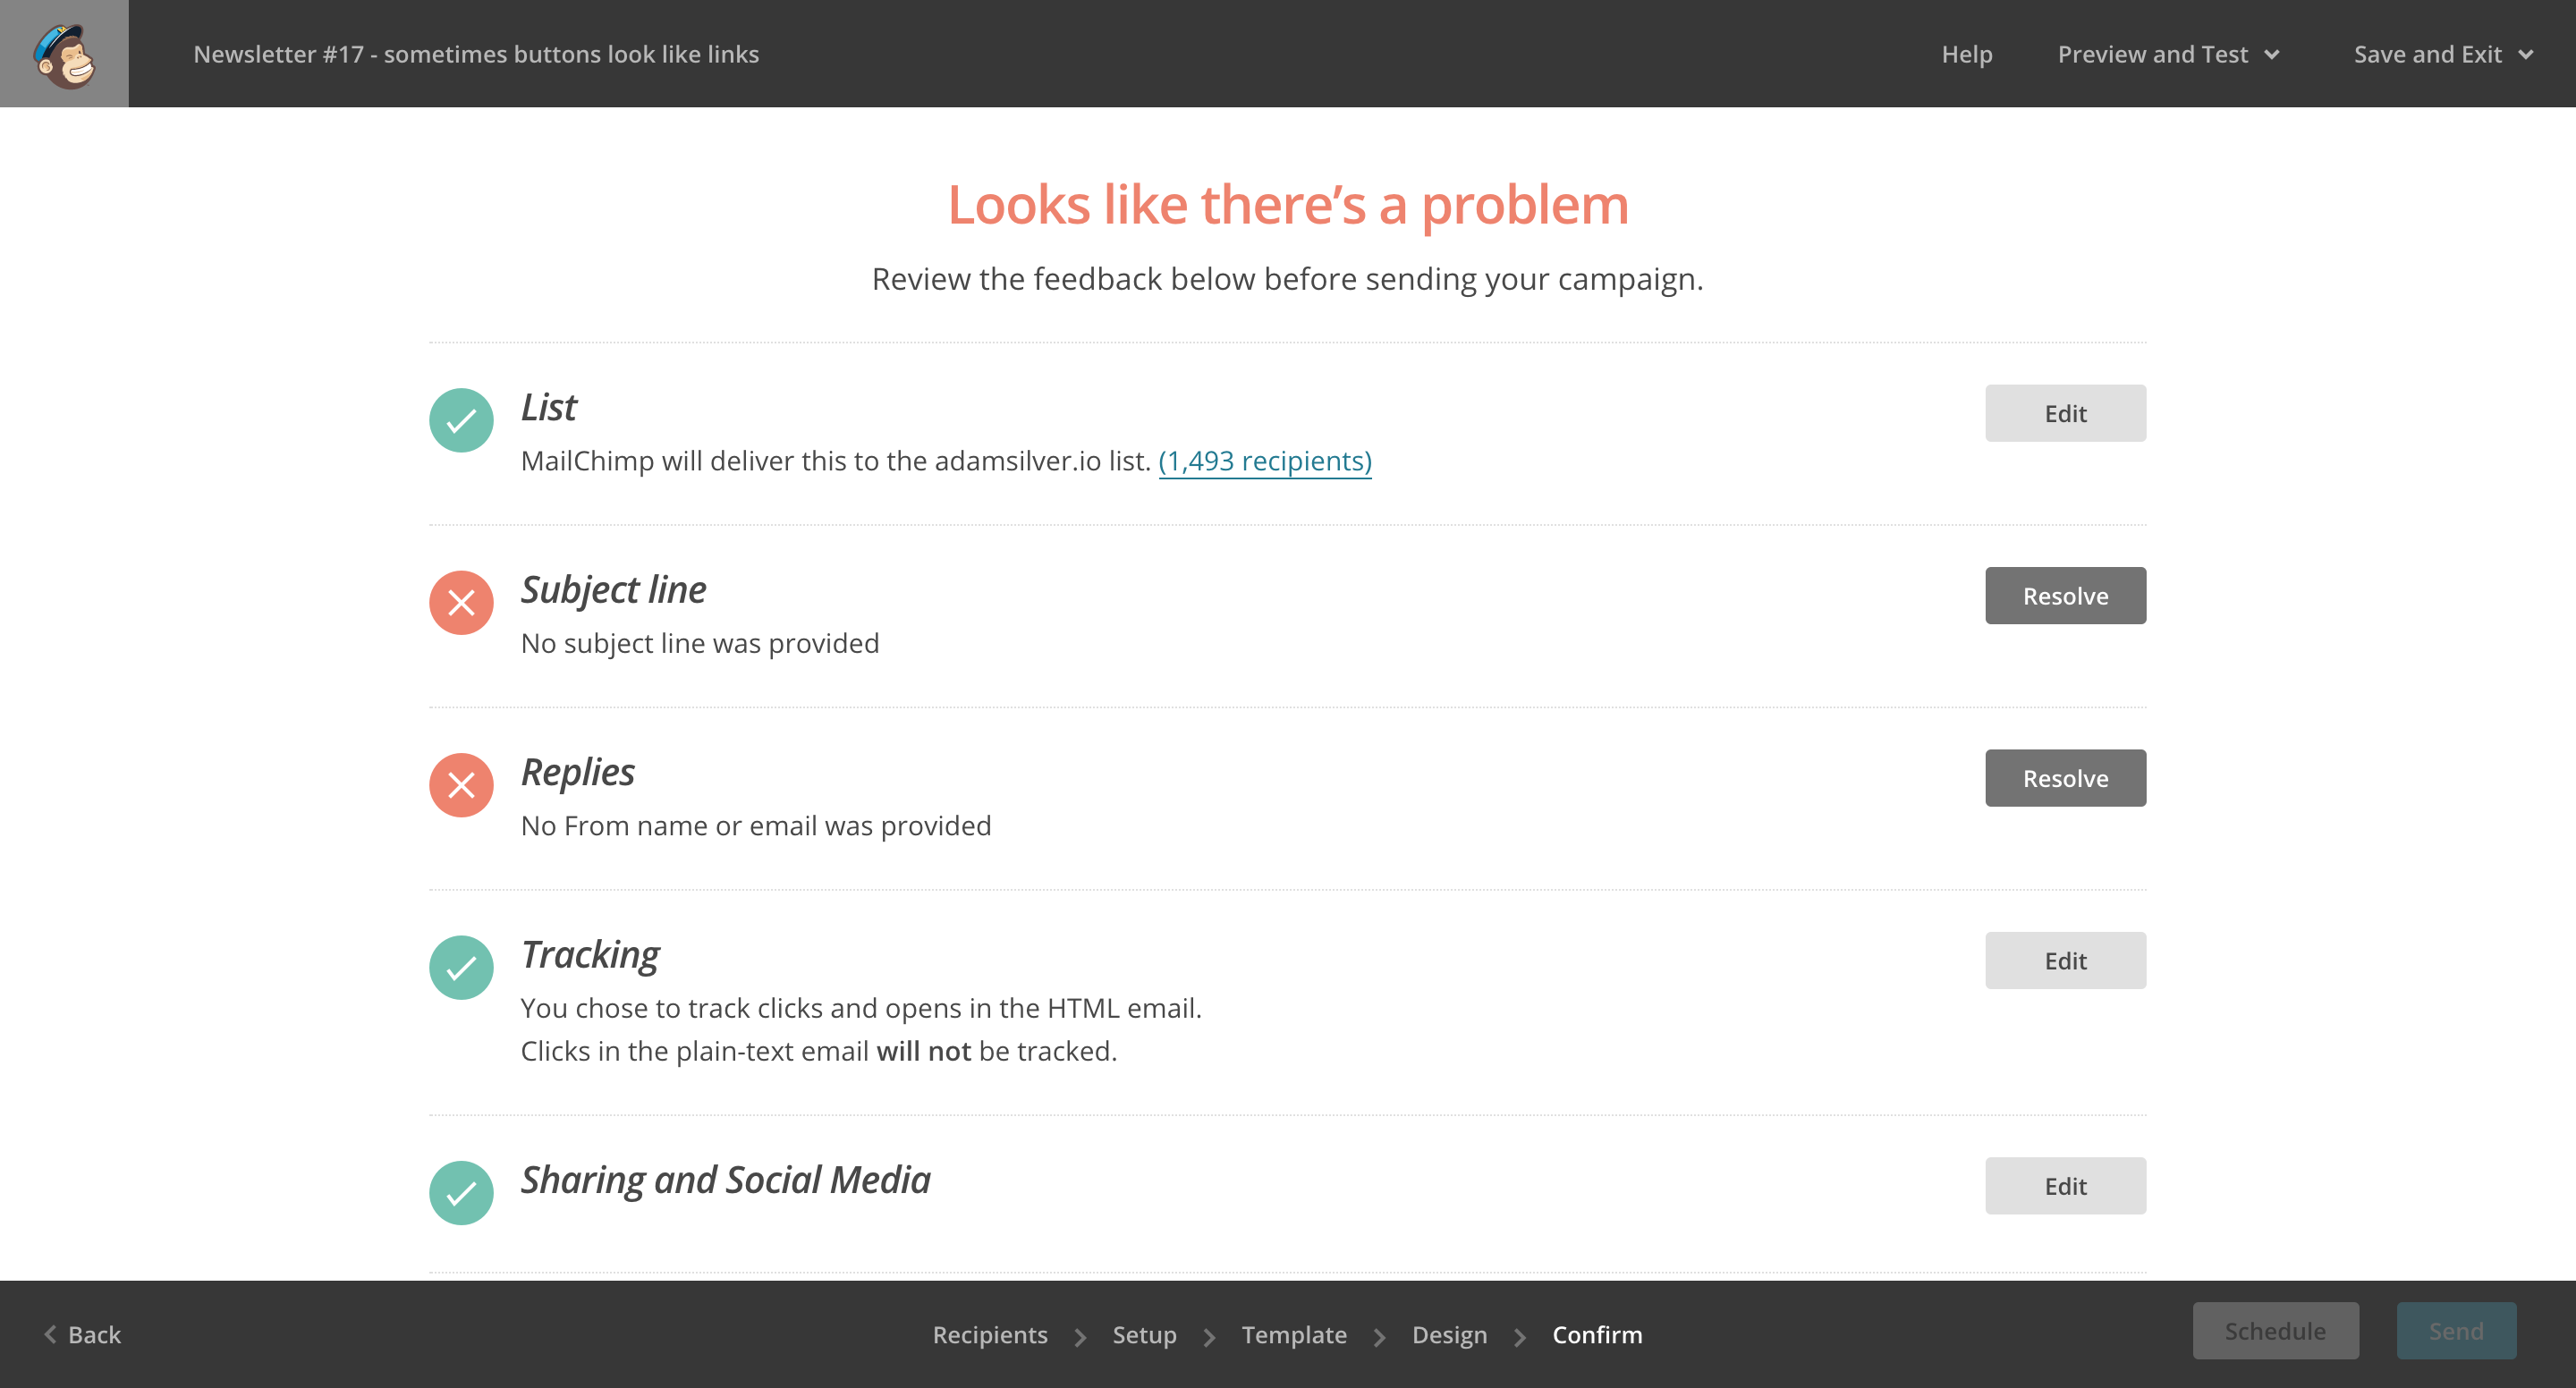 Newsletter #17 - sometimes buttons look like links
Help
Preview and Test
Save and Exit
Looks like there’s a problem
Review the feedback below before sending your campaign.
List
Edit
MailChimp will deliver this to the adamsilver.io list. (1,493 recipients)
Subject line
Resolve
No subject line was provided
Replies
Resolve
No From name or email was provided
Tracking
Edit
You chose to track clicks and opens in the HTML email.
Clicks in the plain-text email will not be tracked.
Sharing and Social Media
Edit
Back
Recipients
Setup
Template
Design
Confirm
Schedule
Send